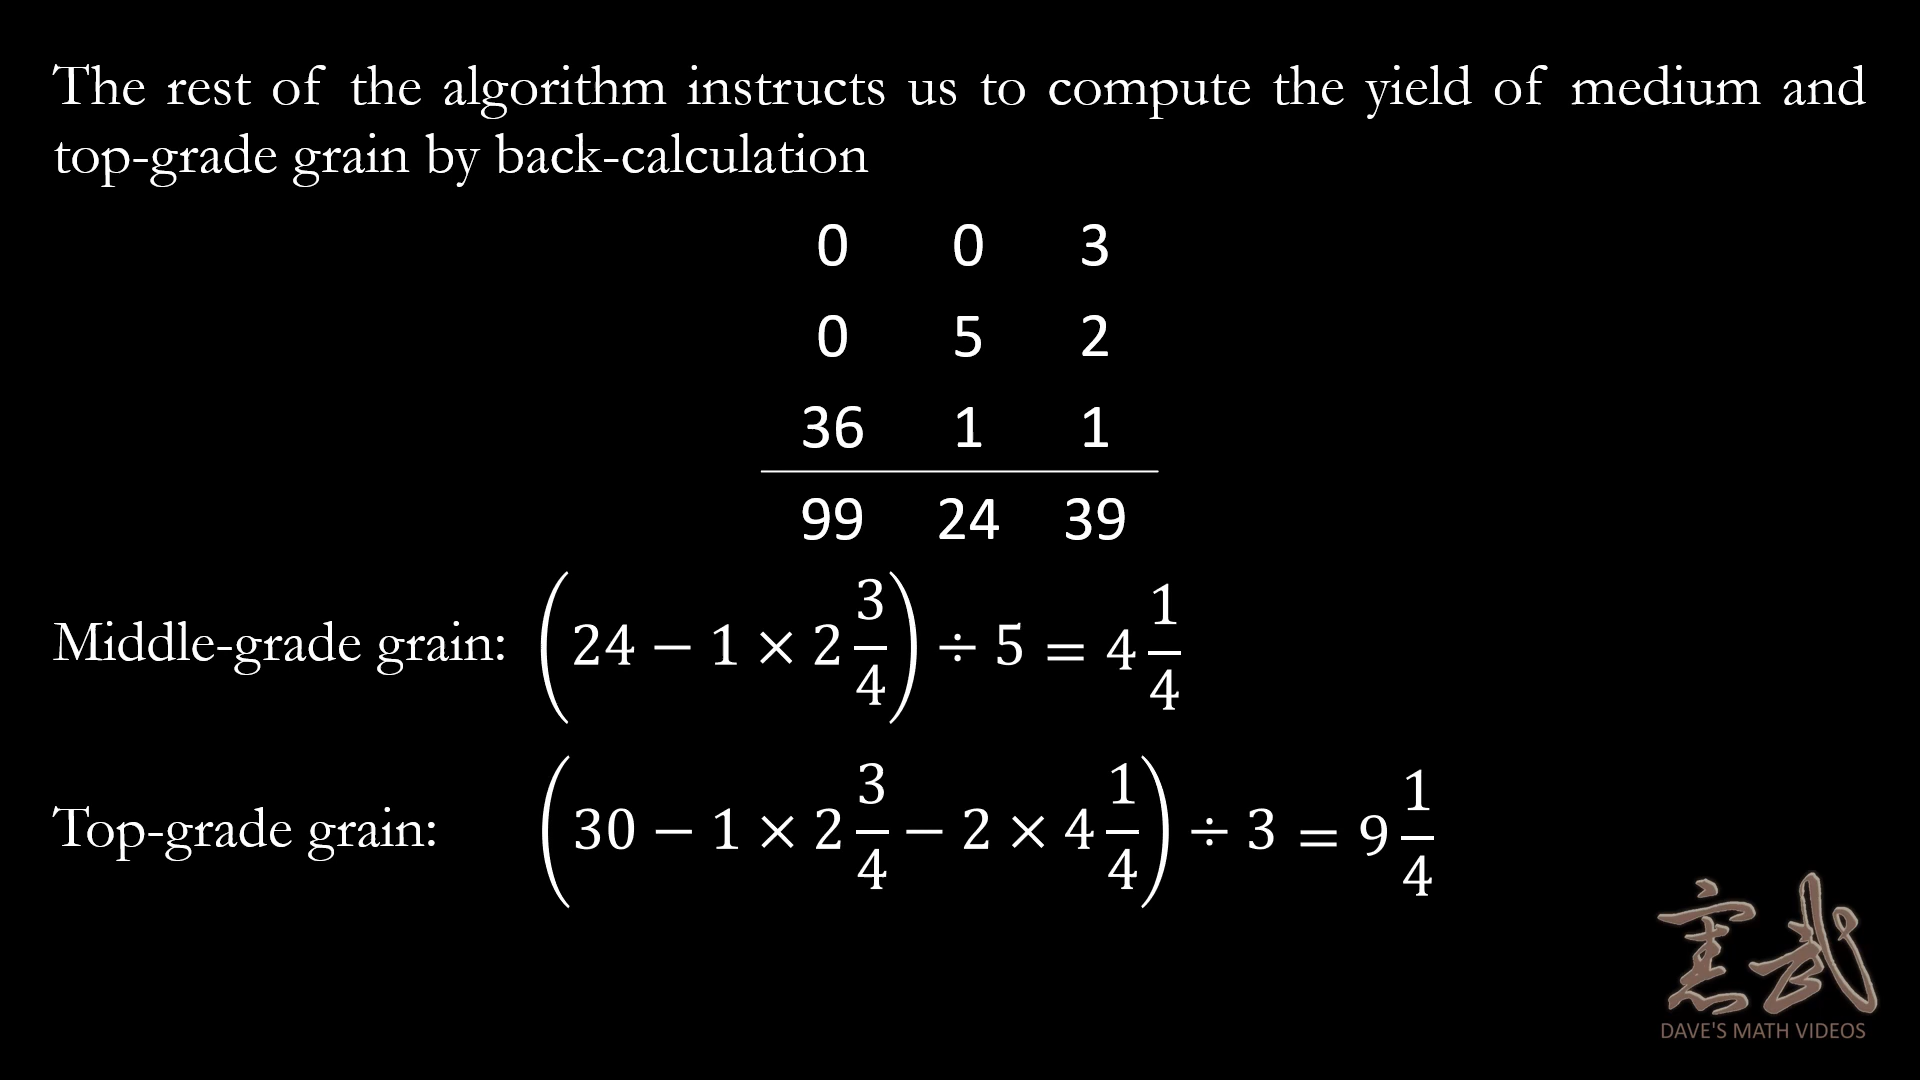 The rest of the algorithm instructs us to compute the yield of medium and
top-grade grain by back-calculation
0 0 3
0 5 2
36 1 1
99 24 39
Middle-grade grain: (24 − 1 × 2 3/4) ÷ 5 = 4 1/4
Top-grade grain: (30 − 1 × 2 3/4 − 2 × 4 1/4) ÷ 3 = 9 1/4
DAVE'S MATH VIDEOS